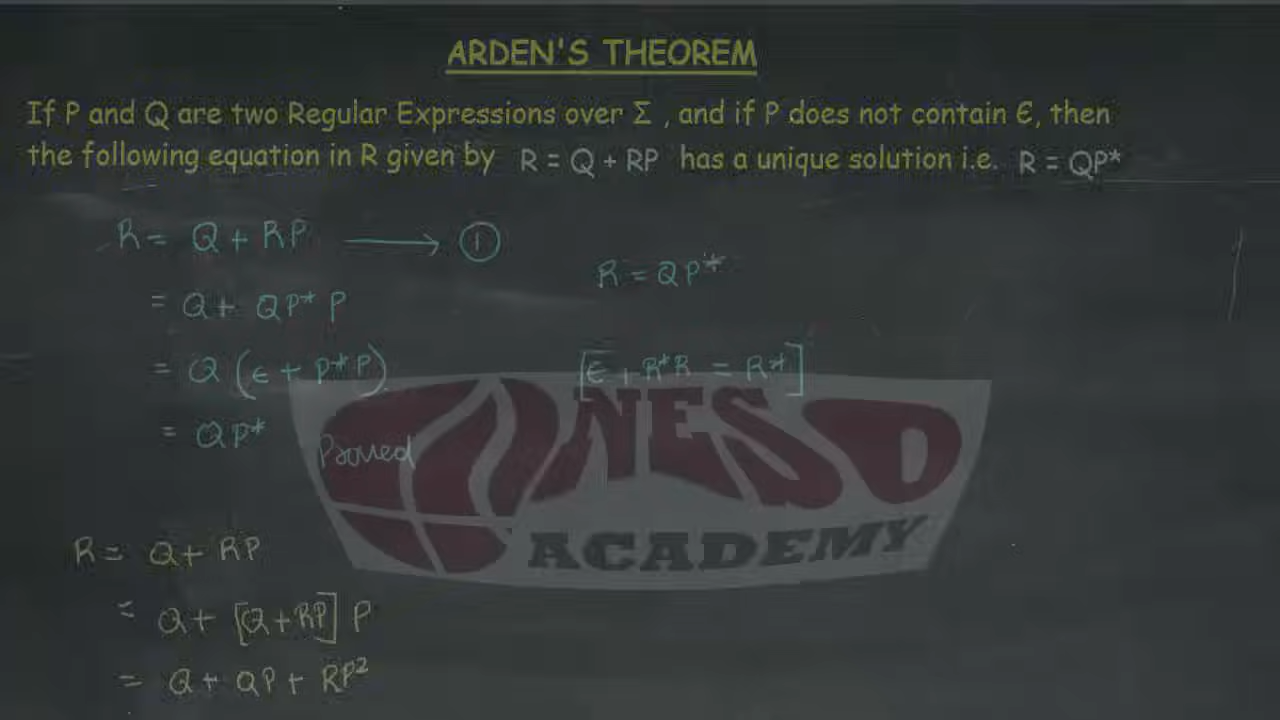 ARDEN'S THEOREM
If P and Q are two Regular Expressions over Σ , and if P does not contain Є, then
the following equation in R given by R = Q + RP has a unique solution i.e. R = QP*
R = Q + RP ⟶ ①
R = QP*
= Q + QP* P
= Q (ϵ + P*P)
[ϵ + R*R = R*]
= QP* Proved
NESO
ACADEMY
R = Q + RP
= Q + [Q + RP] P
= Q + QP + RP²